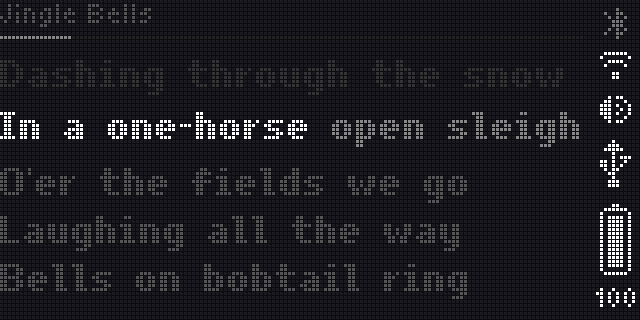 Jingle Bells
Dashing through the snow
In a one-horse open sleigh
O'er the fields we go
Laughing all the way
Bells on bobtail ring
100